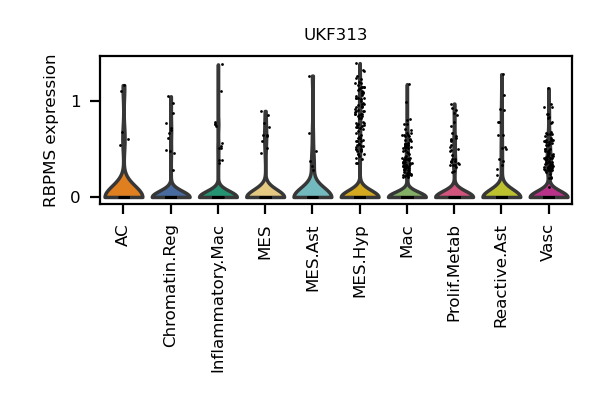 UKF313
RBPMS expression
1
0
AC
Chromatin.Reg
Inflammatory.Mac
MES
MES.Ast
MES.Hyp
Mac
Prolif.Metab
Reactive.Ast
Vasc